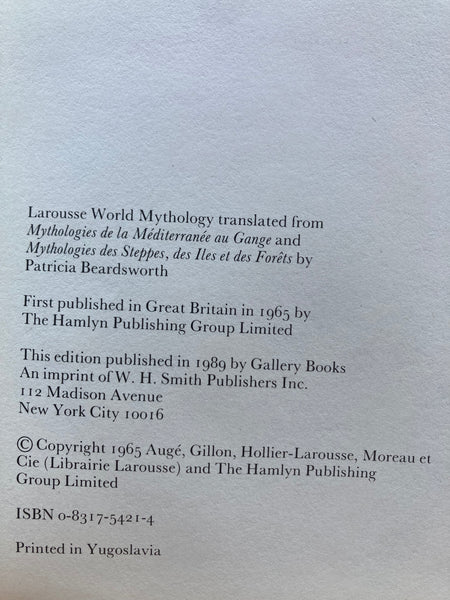 Larousse World Mythology translated from
Mythologies de la Méditerranée au Gange and
Mythologies des Steppes, des Iles et des Forêts by
Patricia Beardsworth
First published in Great Britain in 1965 by
The Hamlyn Publishing Group Limited
This edition published in 1989 by Gallery Books
An imprint of W. H. Smith Publishers Inc.
112 Madison Avenue
New York City 10016
© Copyright 1965 Augé, Gillon, Hollier-Larousse, Moreau et
Cie (Librairie Larousse) and The Hamlyn Publishing
Group Limited
ISBN 0-8317-5421-4
Printed in Yugoslavia